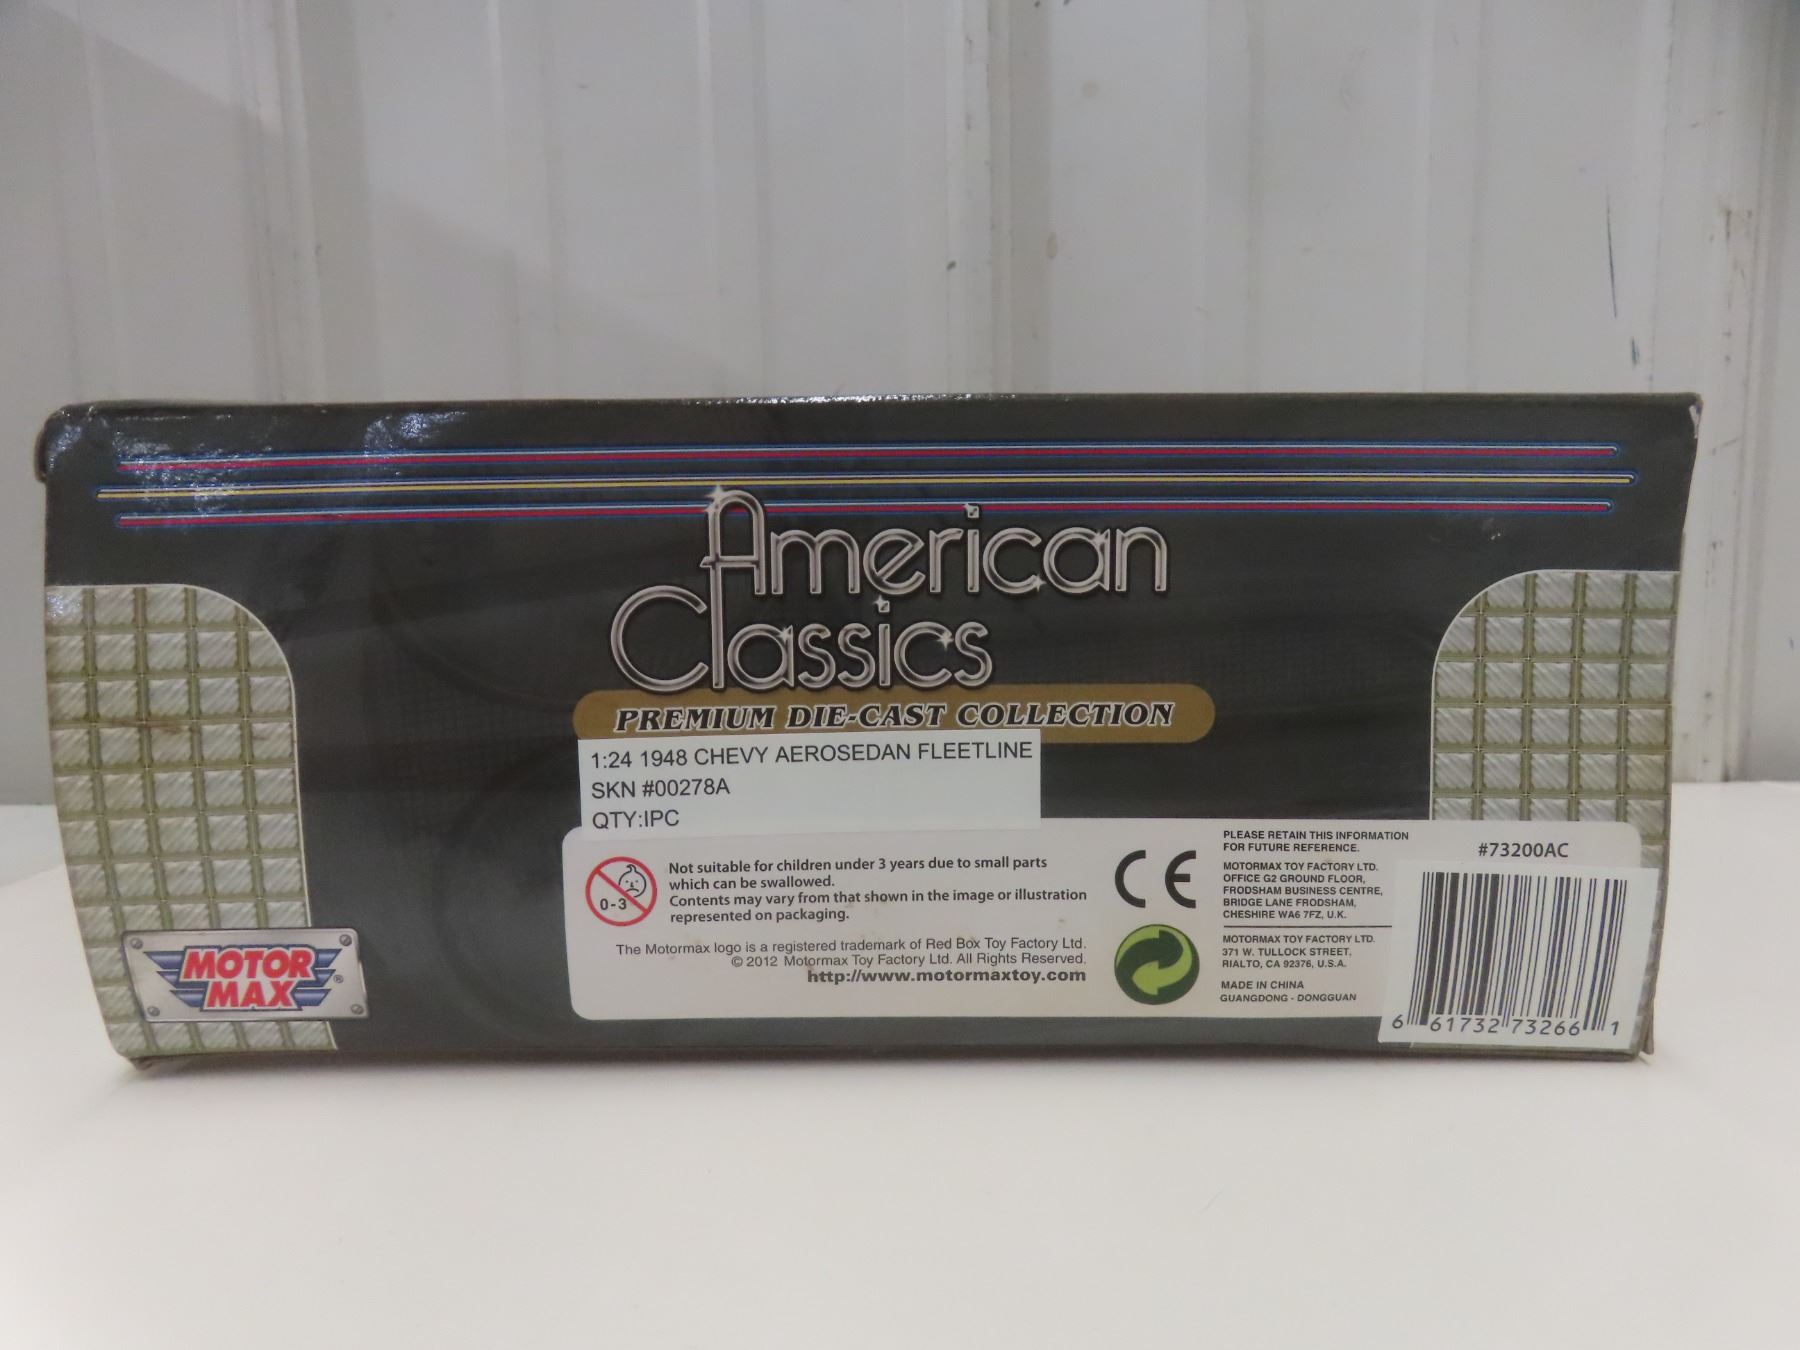 American
Classics
PREMIUM DIE-CAST COLLECTION
1:24 1948 CHEVY AEROSEDAN FLEETLINE
SKN #00278A
QTY:IPC
0-3
Not suitable for children under 3 years due to small parts
which can be swallowed.
Contents may vary from that shown in the image or illustration
represented on packaging.
The Motormax logo is a registered trademark of Red Box Toy Factory Ltd.
© 2012 Motormax Toy Factory Ltd. All Rights Reserved.
http://www.motormaxtoy.com
CE
PLEASE RETAIN THIS INFORMATION
FOR FUTURE REFERENCE.
MOTORMAX TOY FACTORY LTD.
OFFICE G2 GROUND FLOOR,
FRODSHAM BUSINESS CENTRE,
BRIDGE LANE FRODSHAM,
CHESHIRE WA6 7FZ, U.K.
MOTORMAX TOY FACTORY LTD.
371 W. TULLOCK STREET,
RIALTO, CA 92376, U.S.A.
MADE IN CHINA
GUANGDONG - DONGGUAN
#73200AC
6 61732 73266 1
MOTOR
MAX ®